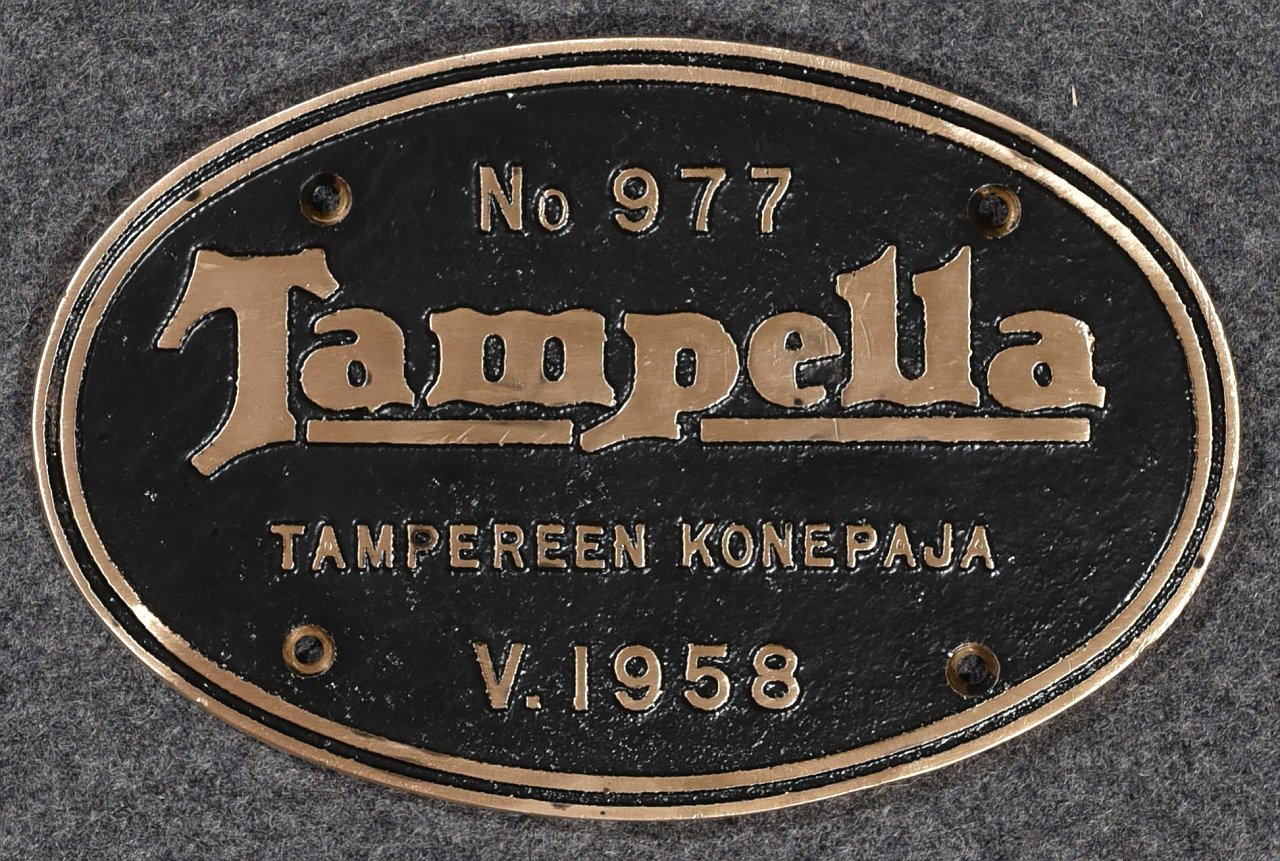 No 977
Tampella
TAMPEREEN KONEPAJA
V. 1958